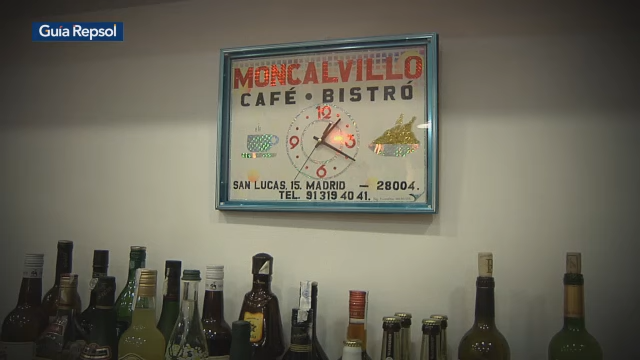 Guía Repsol
MONCALVILLO
CAFÉ • BISTRÓ
12
9 3
6
SAN LUCAS, 15. MADRID — 28004.
TEL. 91 319 40 41.